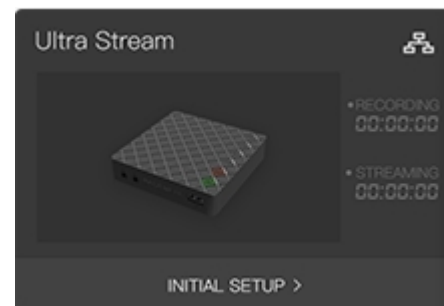 Ultra Stream
• RECORDING
00:00:00
• STREAMING
00:00:00
INITIAL SETUP >